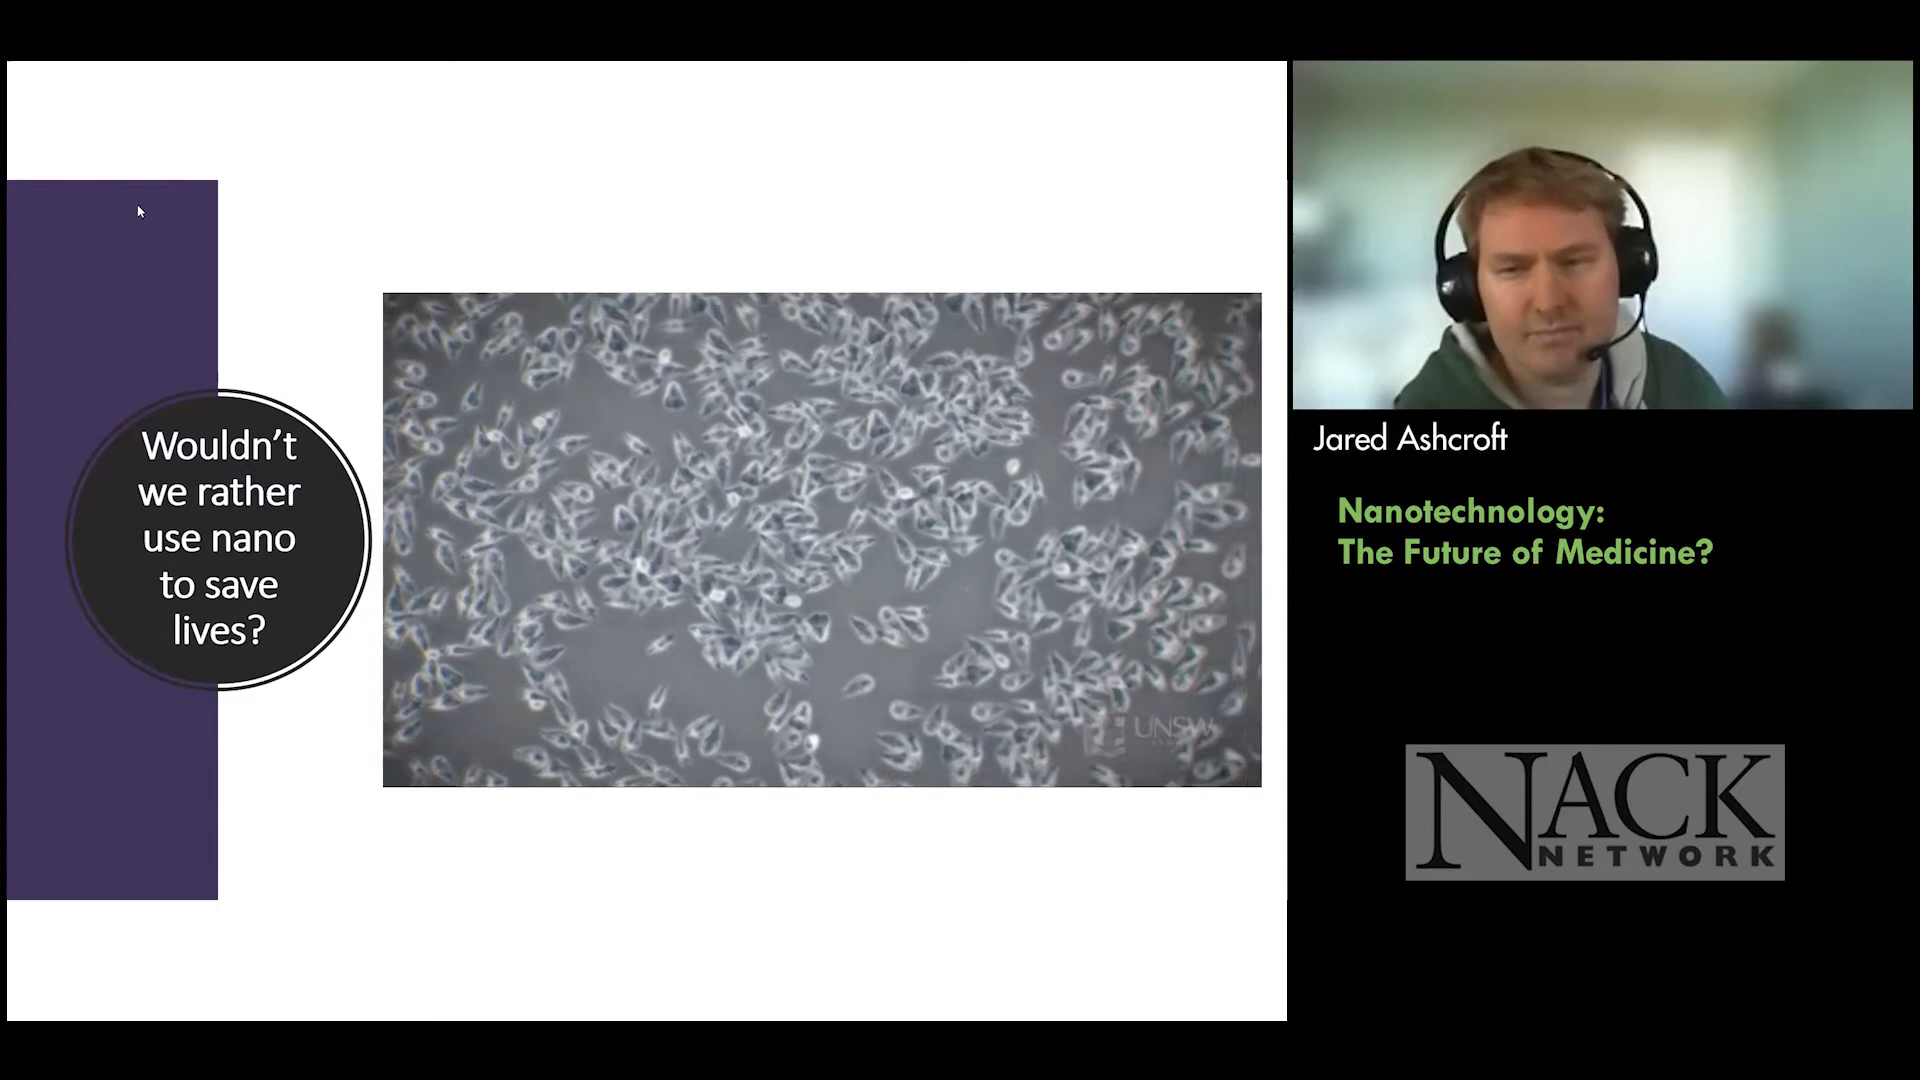 Wouldn't
we rather
use nano
to save
lives?
UNSW
Jared Ashcroft
Nanotechnology:
The Future of Medicine?
NACK
NETWORK